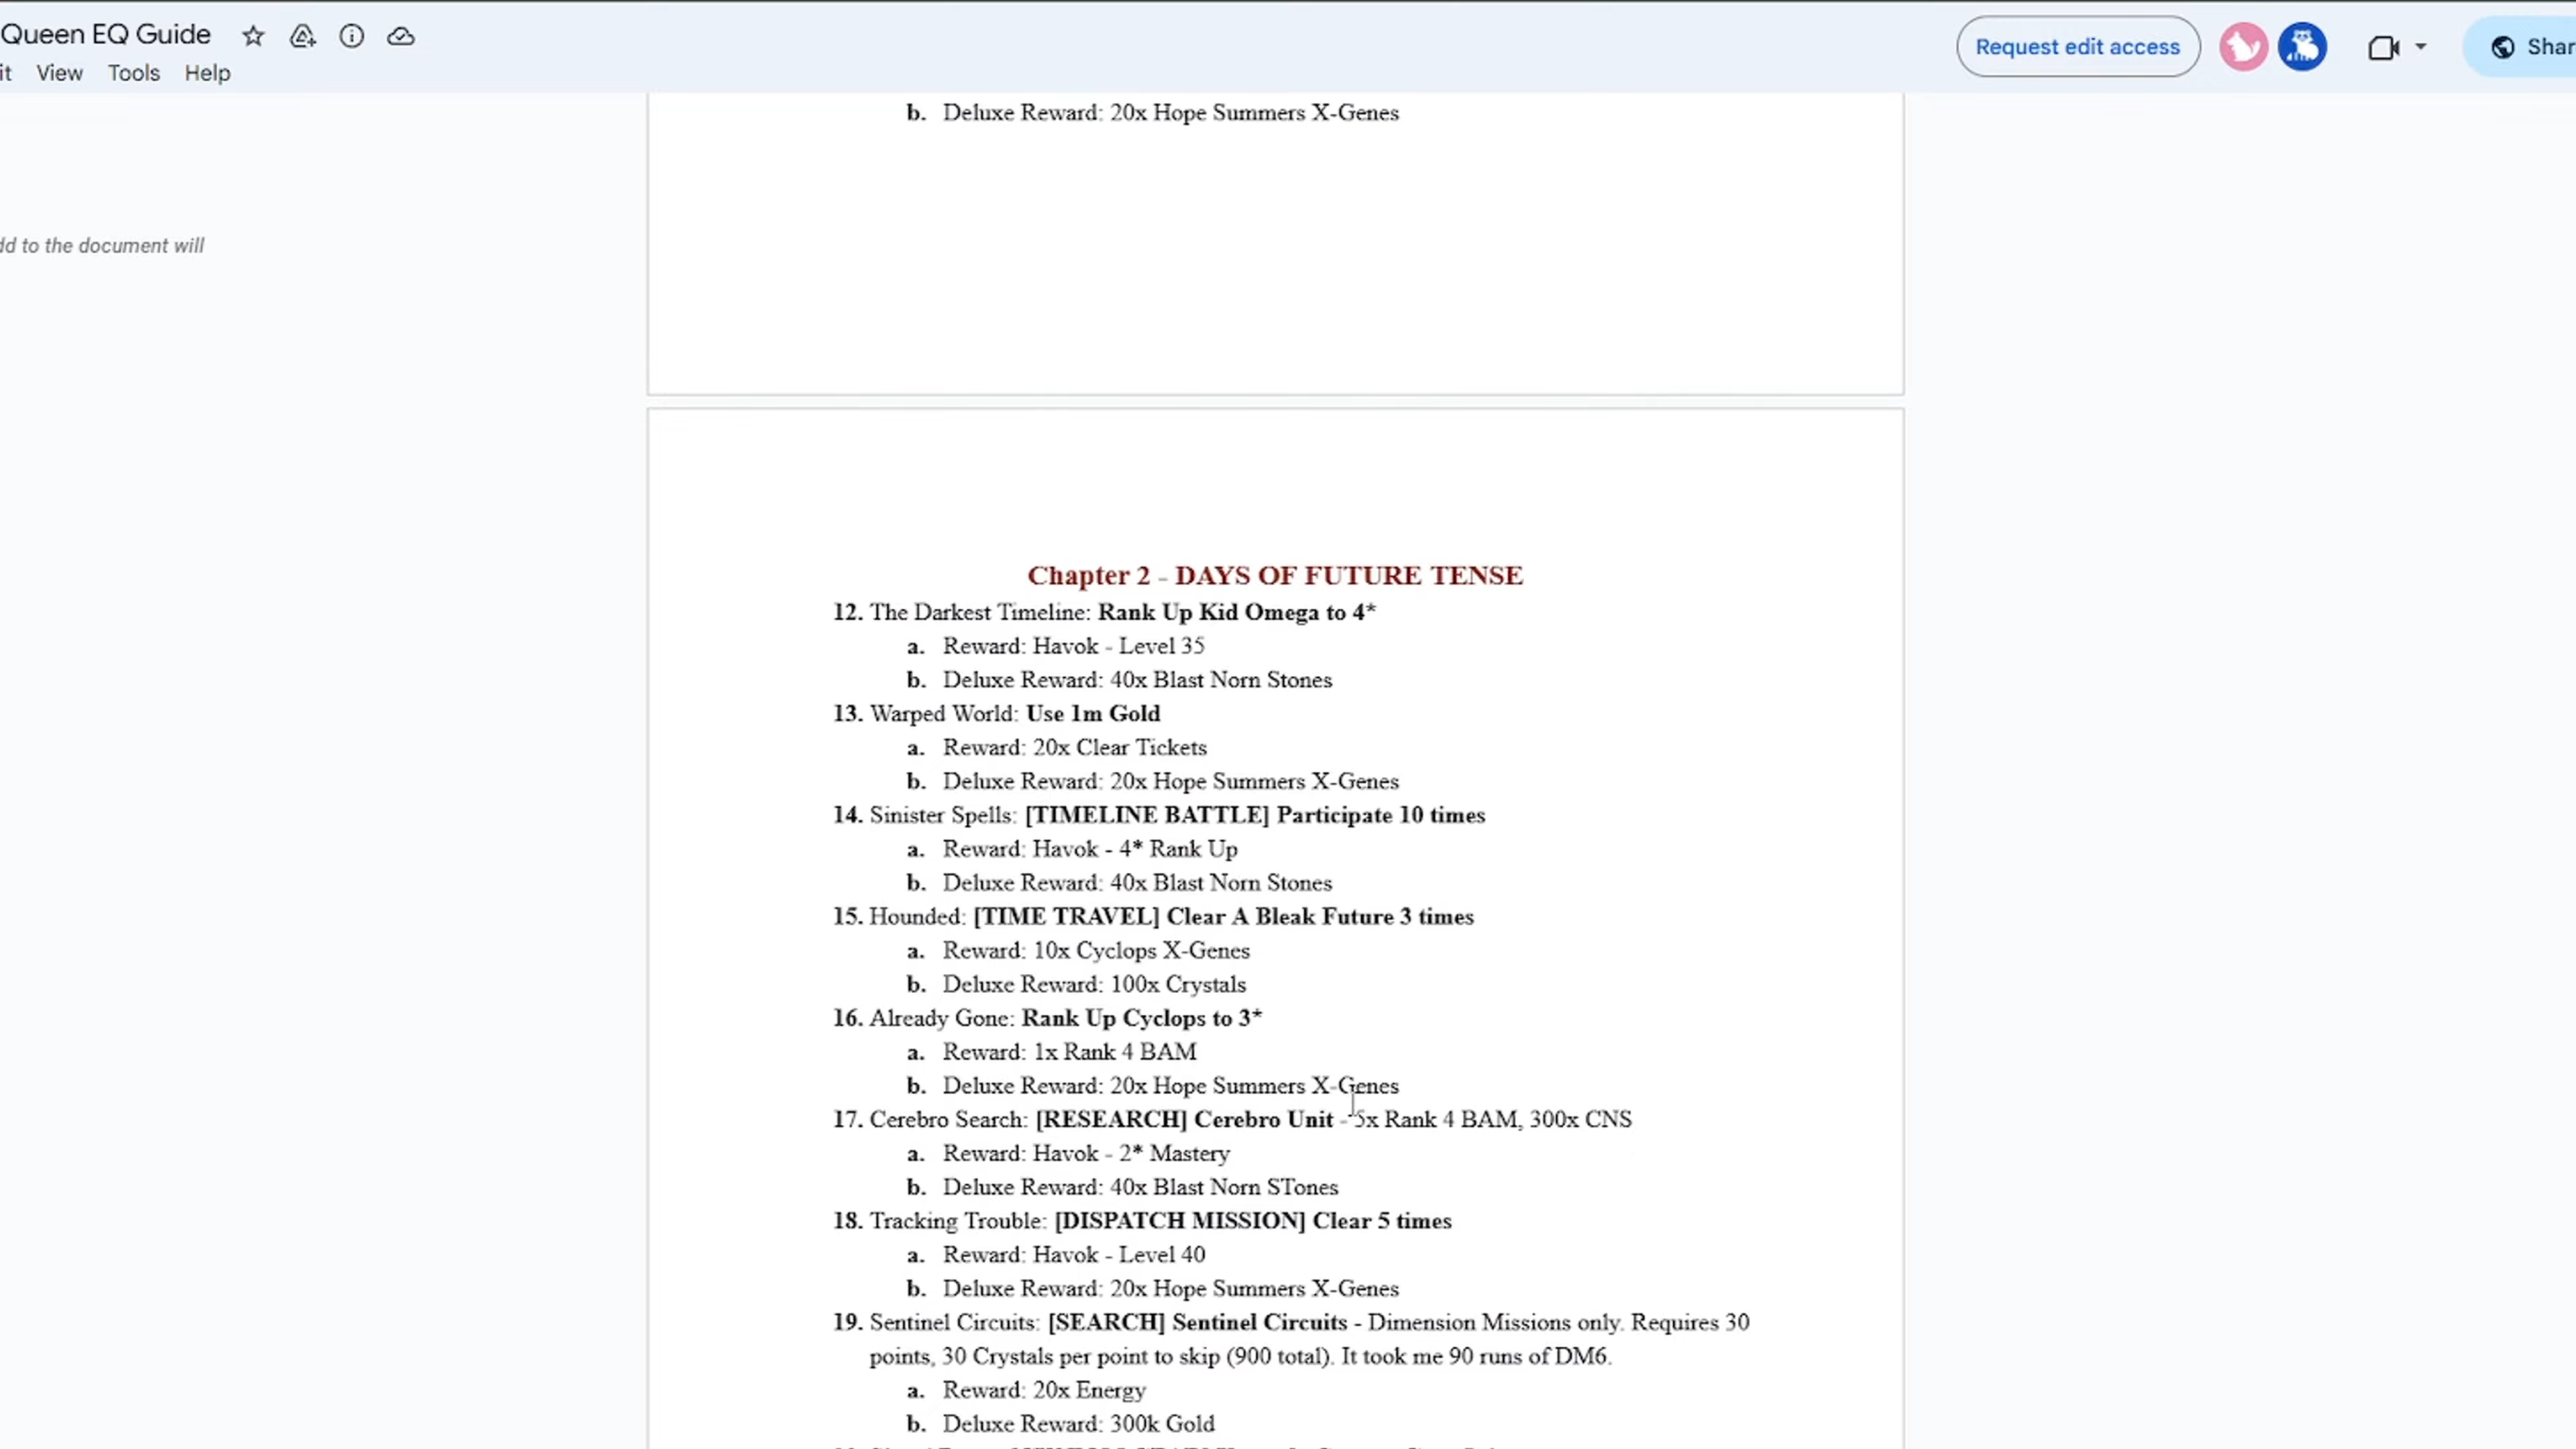 Queen EQ Guide
it View Tools Help
Request edit access
Shar
dd to the document will
b. Deluxe Reward: 20x Hope Summers X-Genes
Chapter 2 - DAYS OF FUTURE TENSE
12. The Darkest Timeline: Rank Up Kid Omega to 4*
a. Reward: Havok - Level 35
b. Deluxe Reward: 40x Blast Norn Stones
13. Warped World: Use 1m Gold
a. Reward: 20x Clear Tickets
b. Deluxe Reward: 20x Hope Summers X-Genes
14. Sinister Spells: [TIMELINE BATTLE] Participate 10 times
a. Reward: Havok - 4* Rank Up
b. Deluxe Reward: 40x Blast Norn Stones
15. Hounded: [TIME TRAVEL] Clear A Bleak Future 3 times
a. Reward: 10x Cyclops X-Genes
b. Deluxe Reward: 100x Crystals
16. Already Gone: Rank Up Cyclops to 3*
a. Reward: 1x Rank 4 BAM
b. Deluxe Reward: 20x Hope Summers X-Genes
17. Cerebro Search: [RESEARCH] Cerebro Unit - 5x Rank 4 BAM, 300x CNS
a. Reward: Havok - 2* Mastery
b. Deluxe Reward: 40x Blast Norn STones
18. Tracking Trouble: [DISPATCH MISSION] Clear 5 times
a. Reward: Havok - Level 40
b. Deluxe Reward: 20x Hope Summers X-Genes
19. Sentinel Circuits: [SEARCH] Sentinel Circuits - Dimension Missions only. Requires 30
points, 30 Crystals per point to skip (900 total). It took me 90 runs of DM6.
a. Reward: 20x Energy
b. Deluxe Reward: 300k Gold